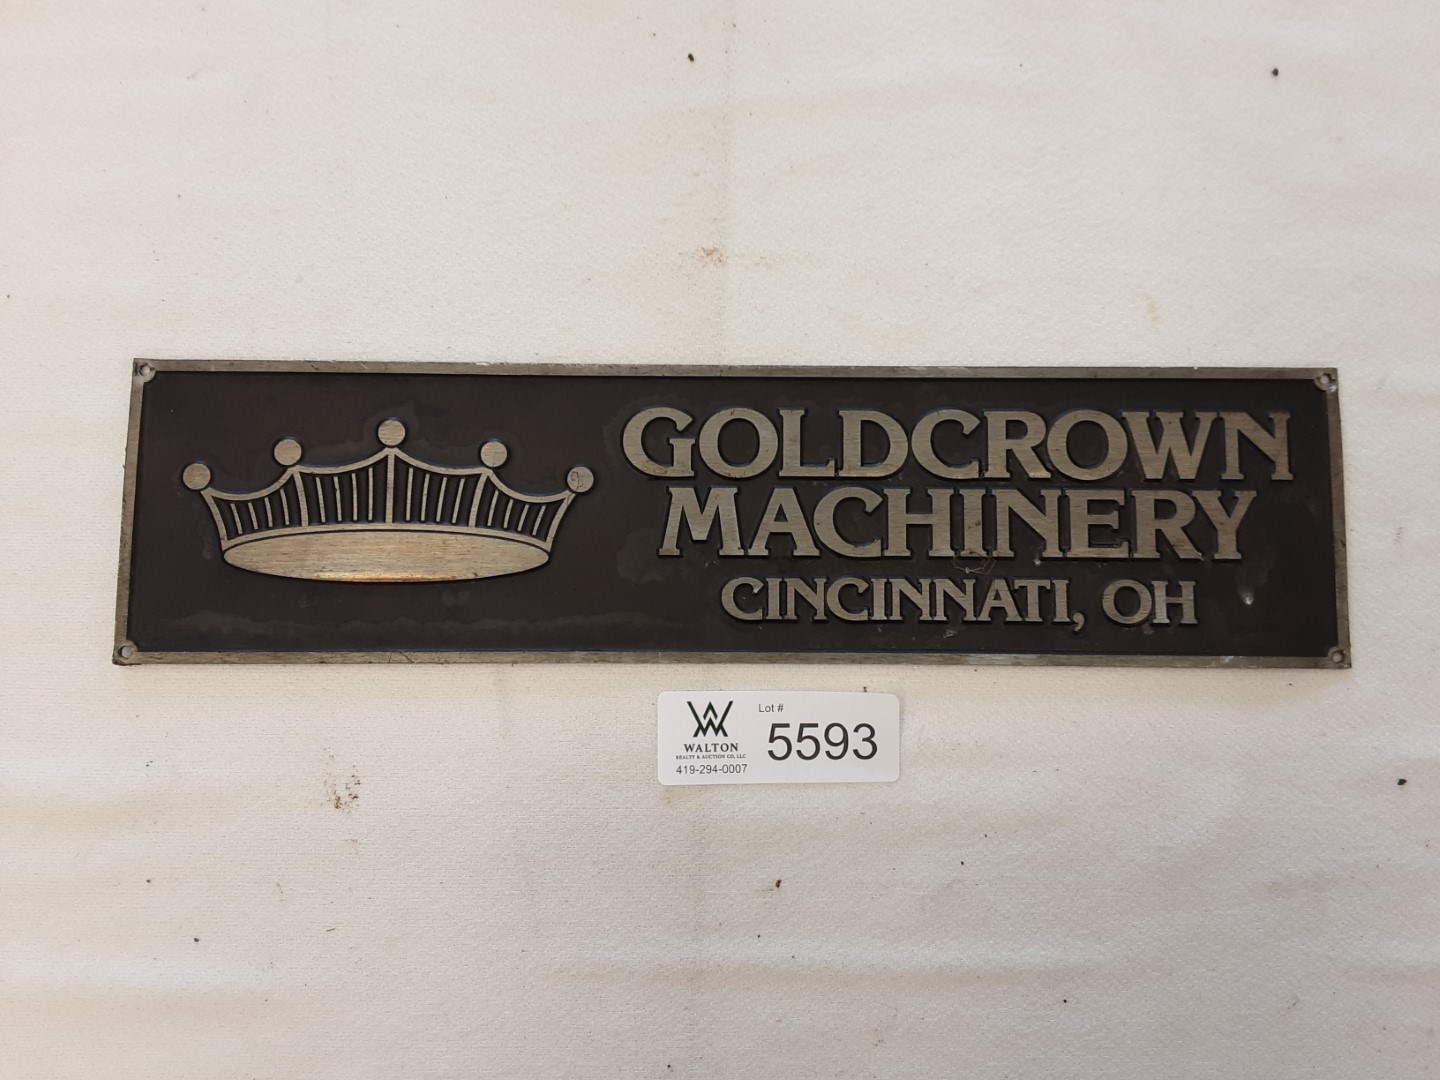 GOLDCROWN
MACHINERY
CINCINNATI, OH
Lot #
5593
WALTON
REALTY & AUCTION CO, LLC
419-294-0007